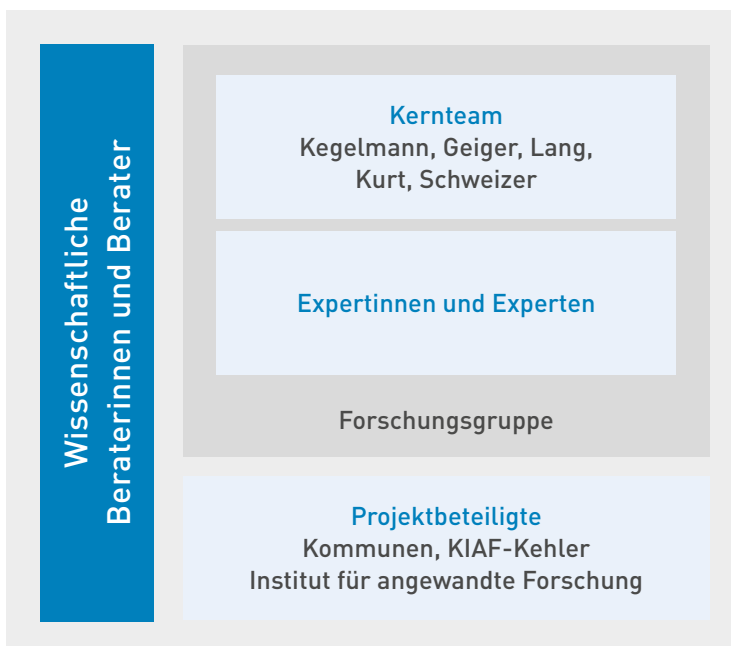 Wissenschaftliche
Beraterinnen und Berater
Kernteam
Kegelmann, Geiger, Lang,
Kurt, Schweizer
Expertinnen und Experten
Forschungsgruppe
Projektbeteiligte
Kommunen, KIAF-Kehler
Institut für angewandte Forschung